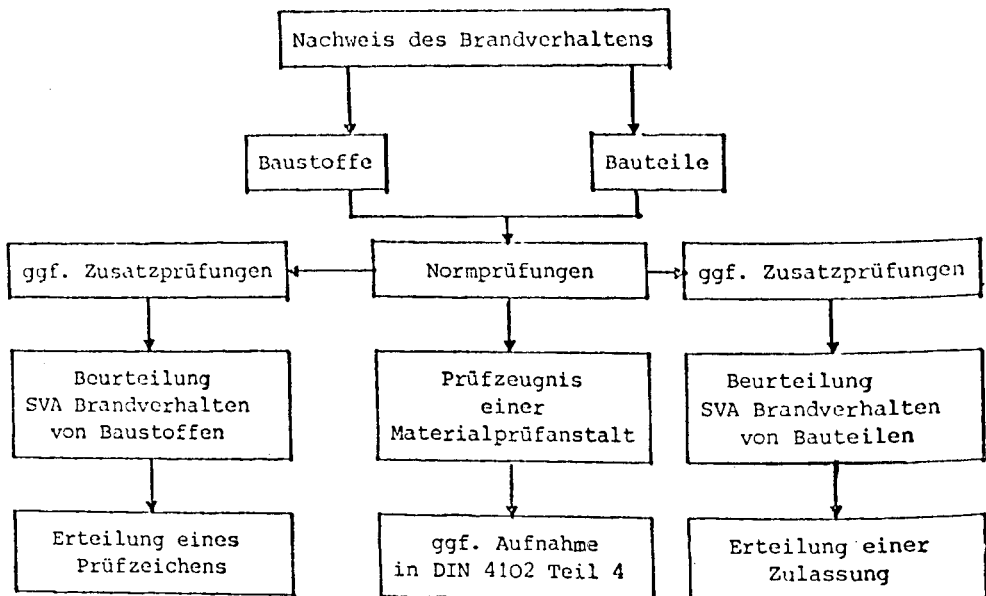 Nachweis des Brandverhaltens
Baustoffe
Bauteile
ggf. Zusatzprüfungen
Normprüfungen
ggf. Zusatzprüfungen
Beurteilung
SVA Brandverhalten
von Baustoffen
Prüfzeugnis
einer
Materialprüfanstalt
Beurteilung
SVA Brandverhalten
von Bauteilen
Erteilung eines
Prüfzeichens
ggf. Aufnahme
in DIN 4102 Teil 4
Erteilung einer
Zulassung